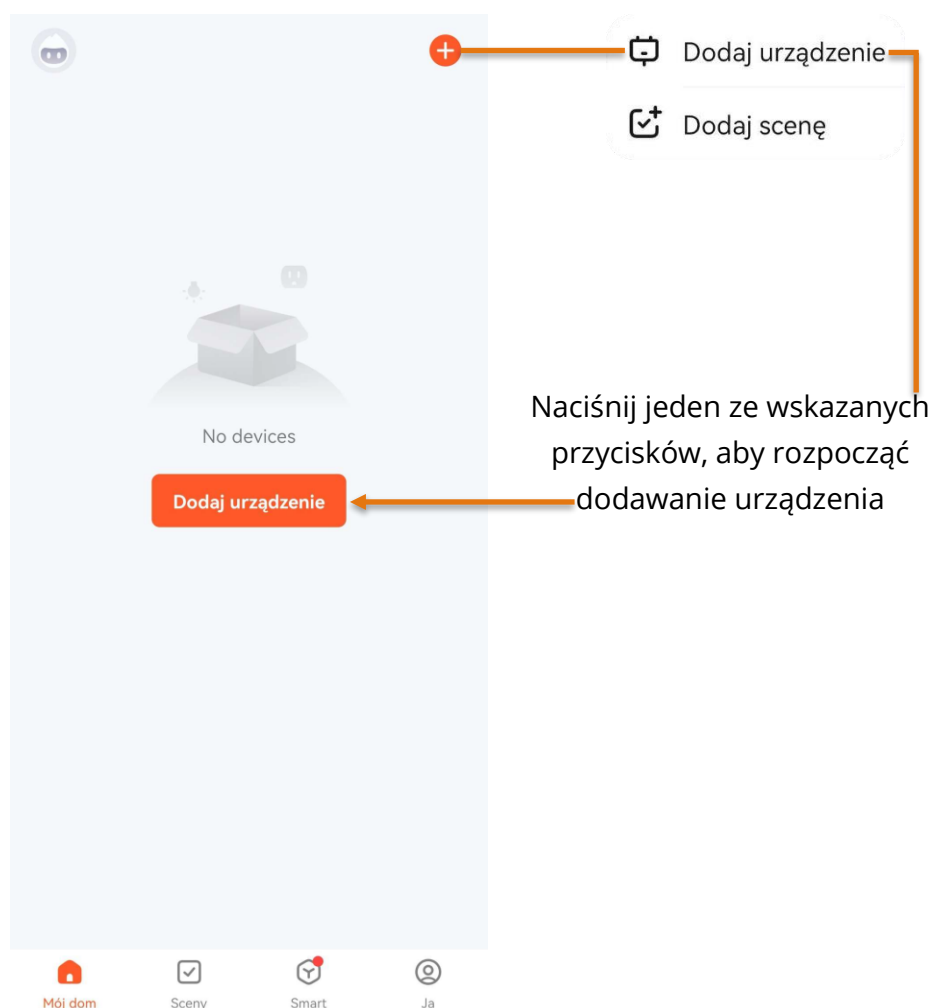 Dodaj urządzenie
Dodaj scenę
Naciśnij jeden ze wskazanych
przycisków, aby rozpocząć
dodawanie urządzenia
No devices
Dodaj urządzenie
Mój dom
Sceny
Smart
Ja